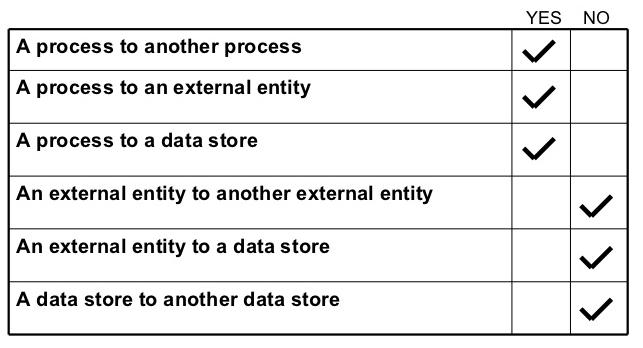 YES NO
A process to another process
A process to an external entity
A process to a data store
An external entity to another external entity
An external entity to a data store
A data store to another data store